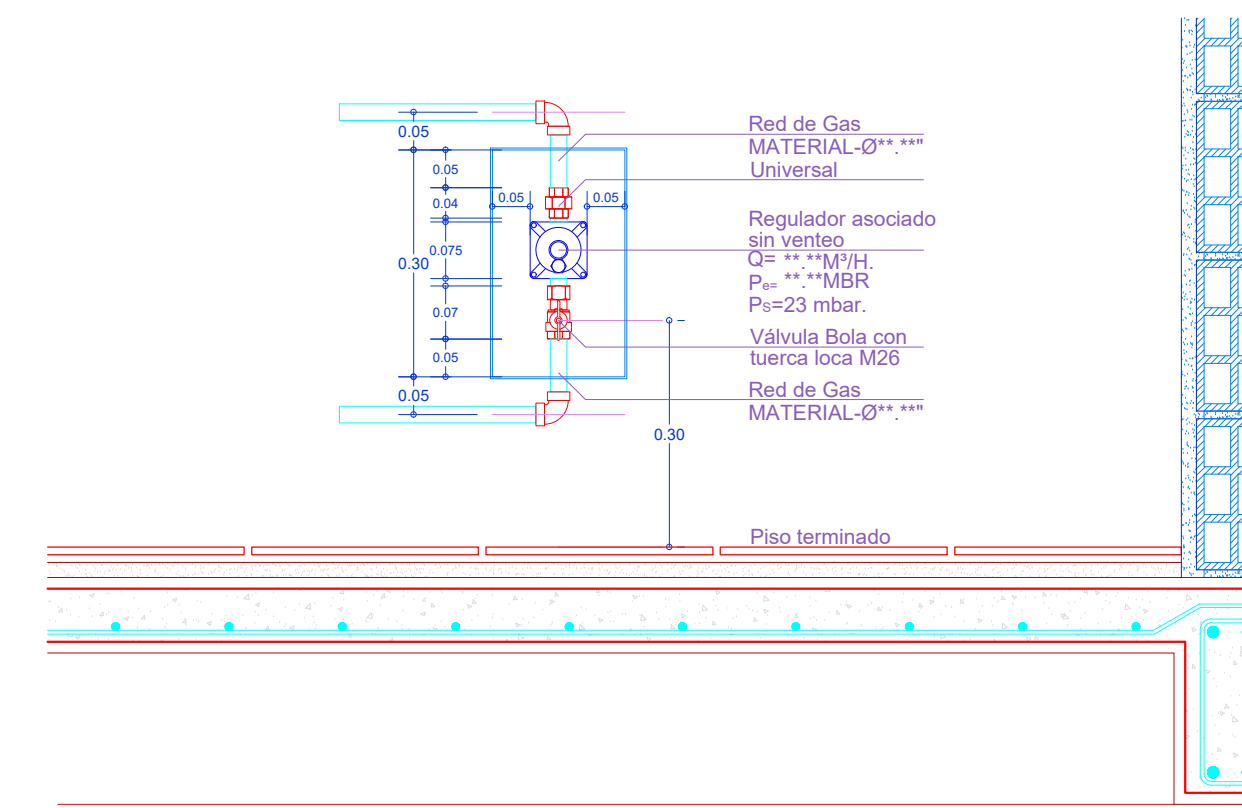 0.05
0.05
0.04
0.075
0.30
0.07
0.05
0.05
0.05
0.05
Red de Gas
MATERIAL-Ø**.**"
Universal
Regulador asociado
sin venteo
Q= **.**M³/H.
Pe= **.**MBR
Ps=23 mbar.
Válvula Bola con
tuerca loca M26
Red de Gas
MATERIAL-Ø**.**"
0.30
Piso terminado